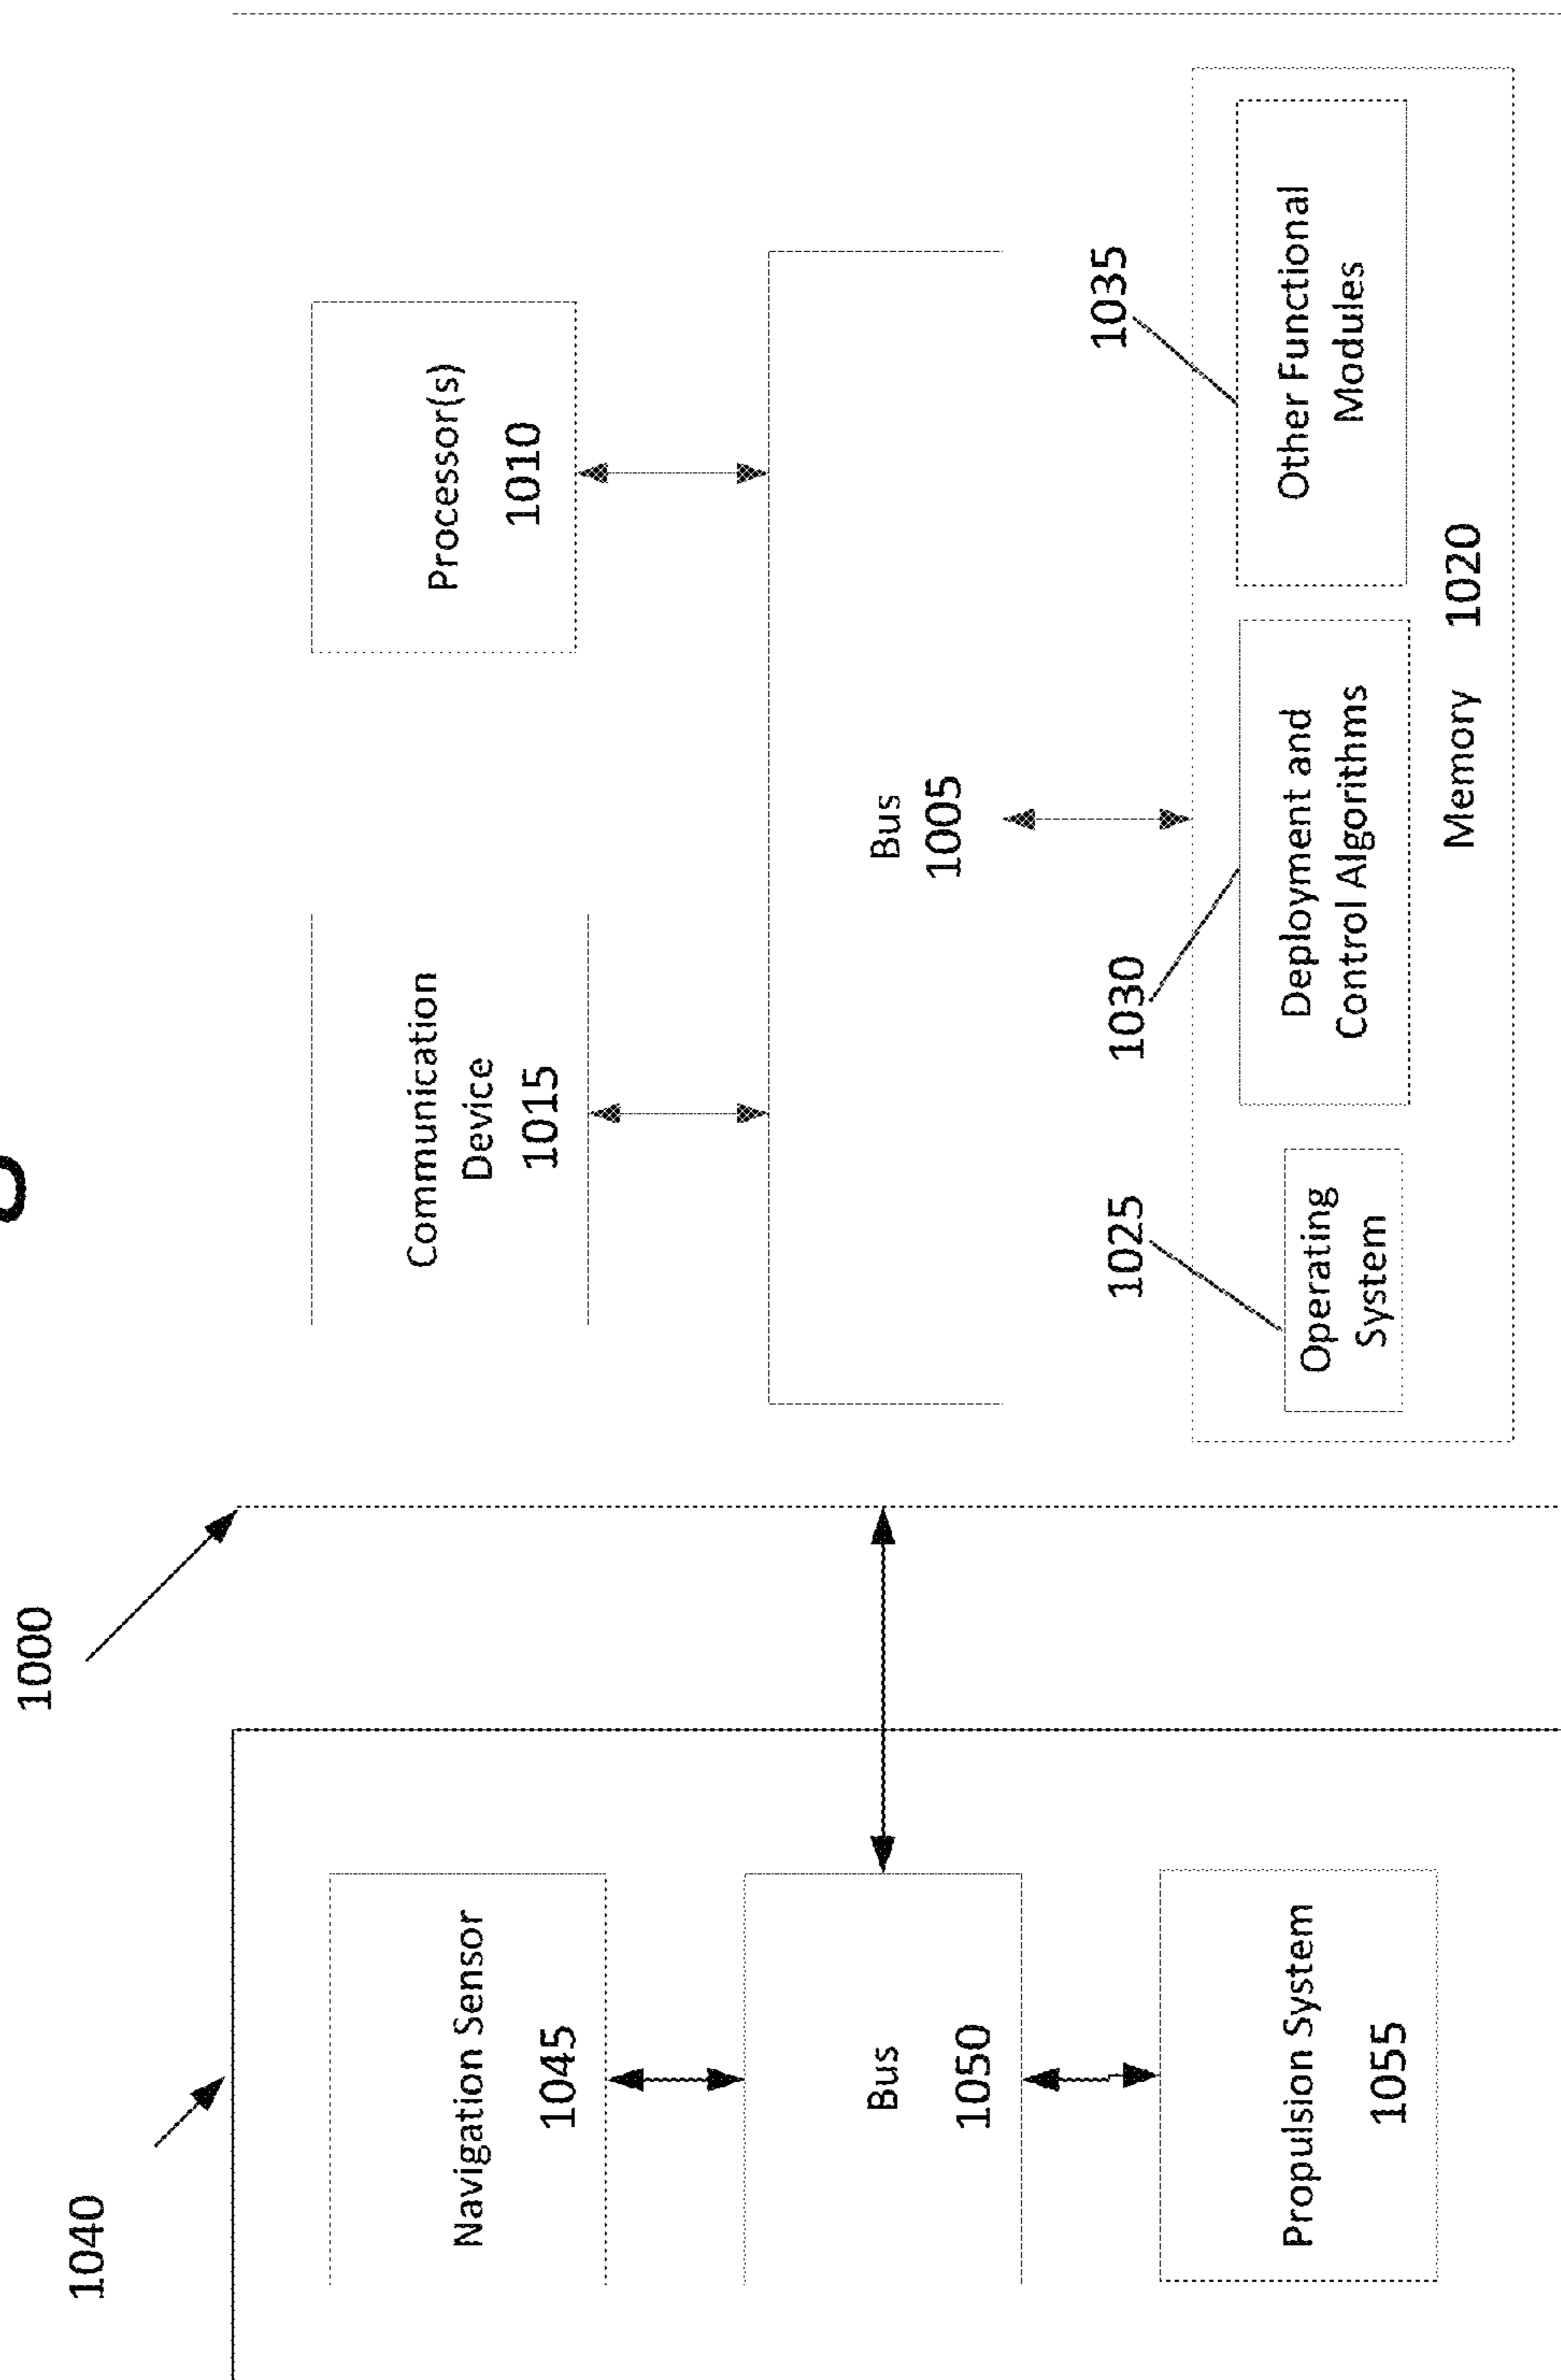 1000
1040
Navigation Sensor
1045
Bus
1050
Propulsion System
1055
Communication
Device
1015
Processor(s)
1010
Bus
1005
1025
Operating
System
1030
Deployment and
Control Algorithms
1035
Other Functional
Modules
Memory 1020